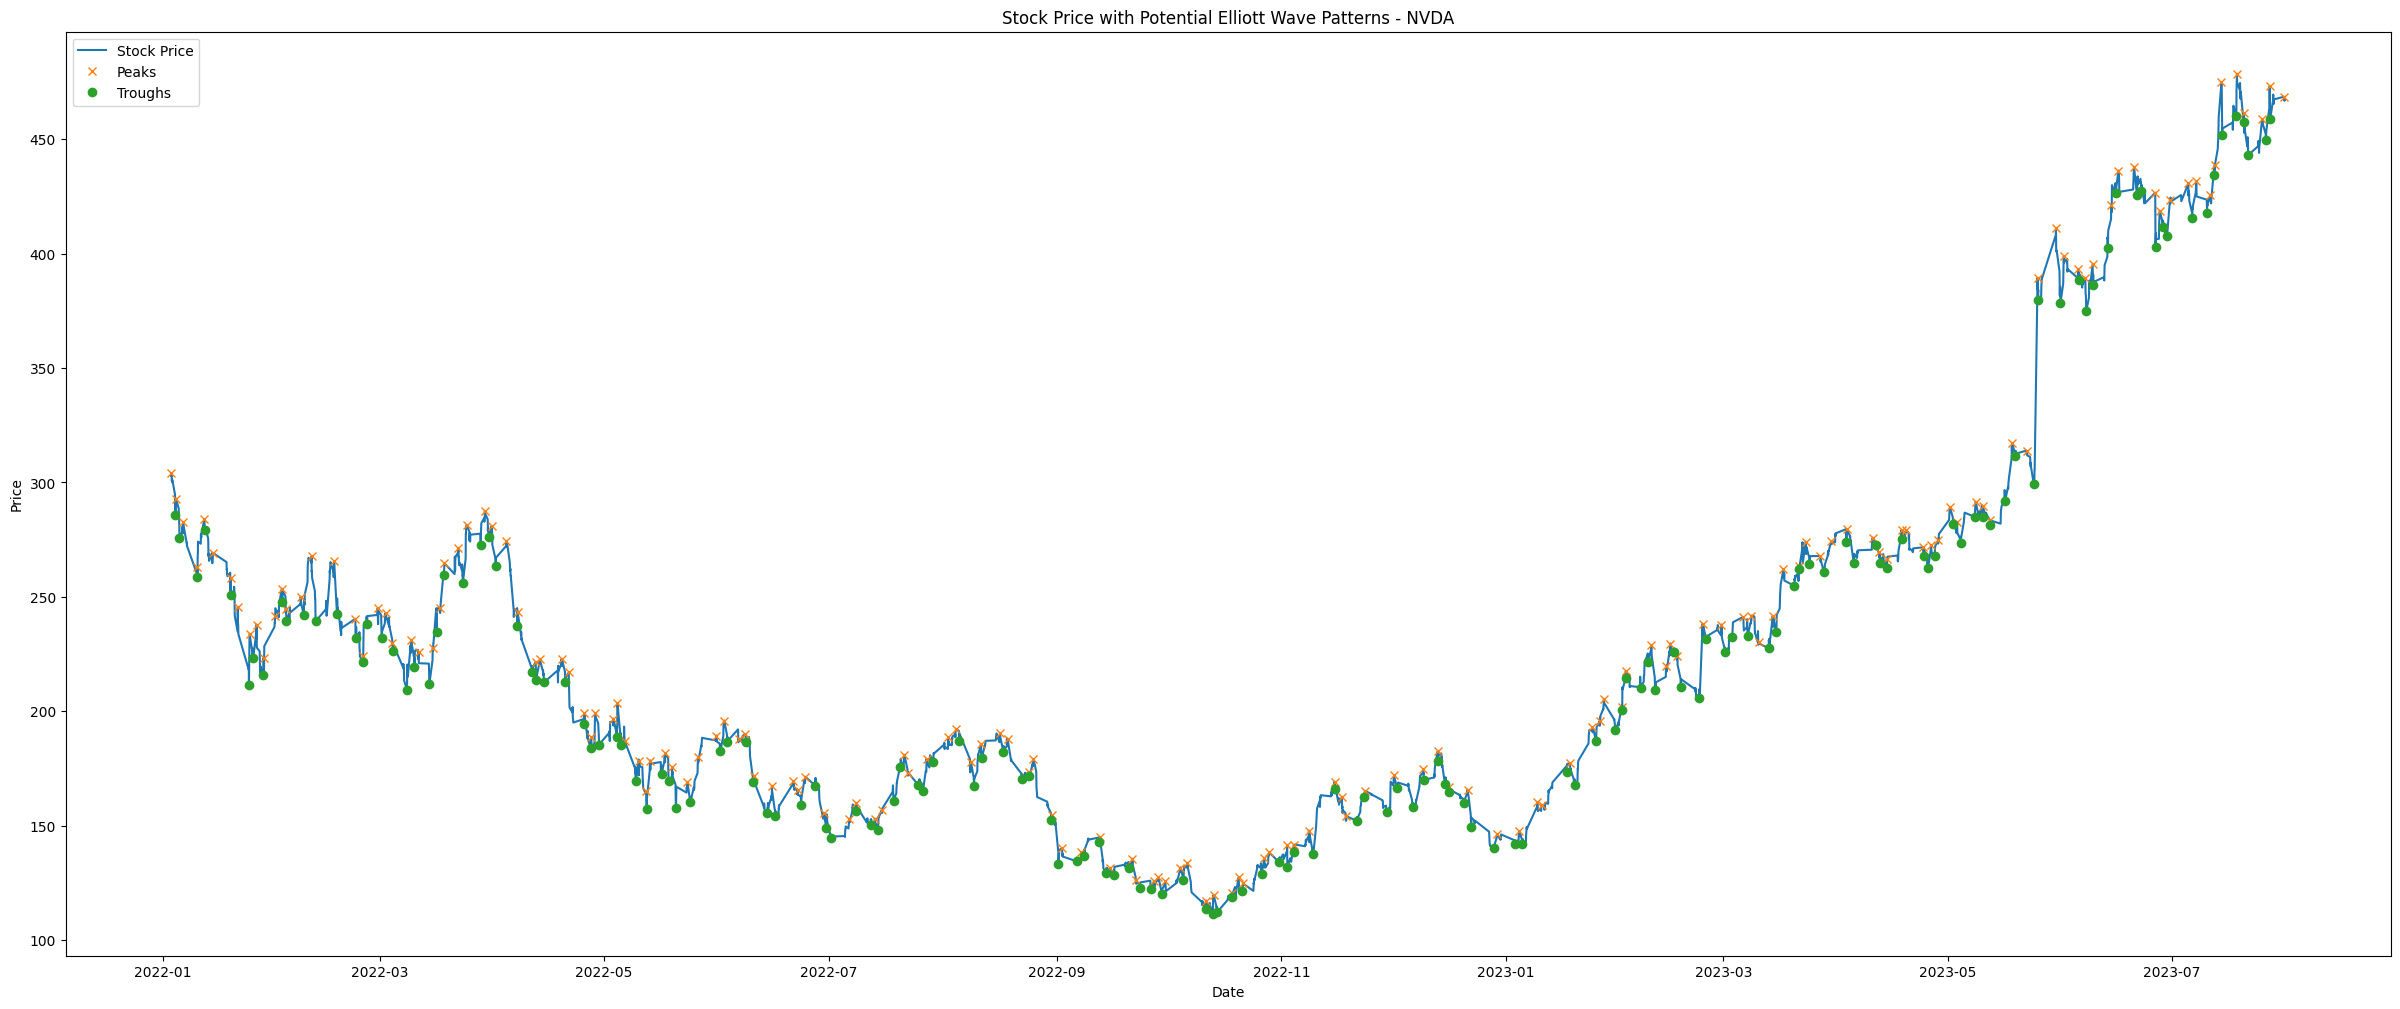 Stock Price with Potential Elliott Wave Patterns - NVDA
Stock Price
Peaks
Troughs
450
400
350
300
250
200
150
100
Price
2022-01 2022-03 2022-05 2022-07 2022-09 2022-11 2023-01 2023-03 2023-05 2023-07
Date